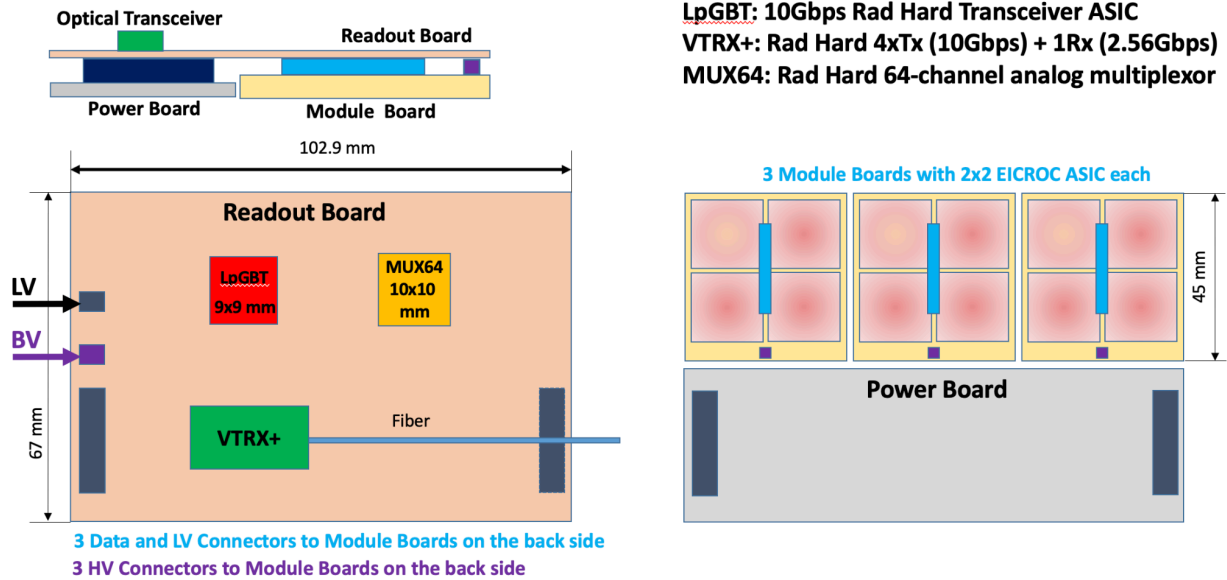 Optical Transceiver
Readout Board
Power Board
Module Board
LpGBT: 10Gbps Rad Hard Transceiver ASIC
VTRX+: Rad Hard 4xTx (10Gbps) + 1Rx (2.56Gbps)
MUX64: Rad Hard 64-channel analog multiplexor
102.9 mm
Readout Board
LpGBT
9x9 mm
MUX64
10x10
mm
LV
BV
67 mm
VTRX+
Fiber
3 Data and LV Connectors to Module Boards on the back side
3 HV Connectors to Module Boards on the back side
3 Module Boards with 2x2 EICROC ASIC each
45 mm
Power Board